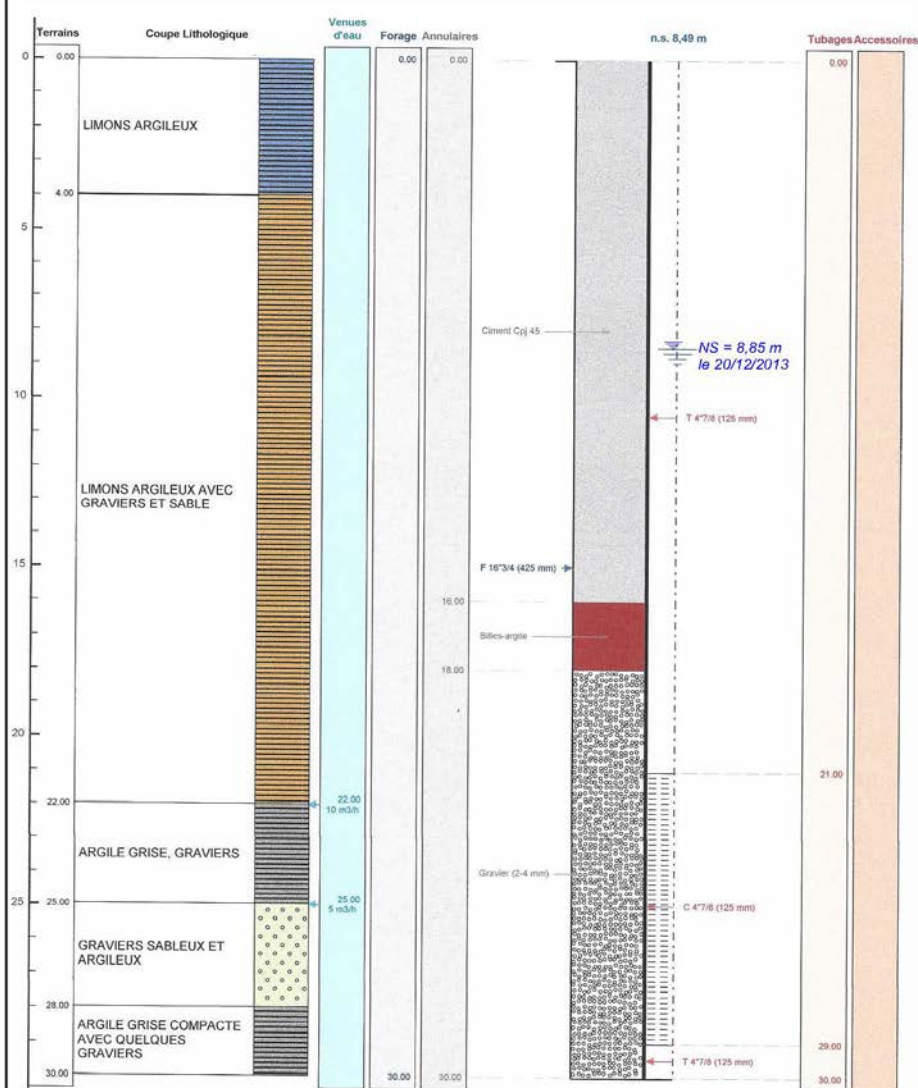 Terrains
Coupe Lithologique
Venues
d'eau
Forage
Annulaires
n.s. 8,49 m
Tubages
Accessoires
0
0.00
0.00
0.00
0.00
LIMONS ARGILEUX
4.00
5
Ciment Cpj 45
NS = 8,85 m
le 20/12/2013
10
T 4"7/8 (125 mm)
LIMONS ARGILEUX AVEC
GRAVIERS ET SABLE
15
F 16"3/4 (425 mm)
16.00
Billes-argile
18.00
20
21.00
22.00
22.00
10 m3/h
ARGILE GRISE, GRAVIERS
Gravier (2-4 mm)
25
25.00
25.00
5 m3/h
C 4"7/8 (125 mm)
GRAVIERS SABLEUX ET
ARGILEUX
28.00
ARGILE GRISE COMPACTE
AVEC QUELQUES
GRAVIERS
29.00
T 4"7/8 (125 mm)
30.00
30.00
30.00
30.00